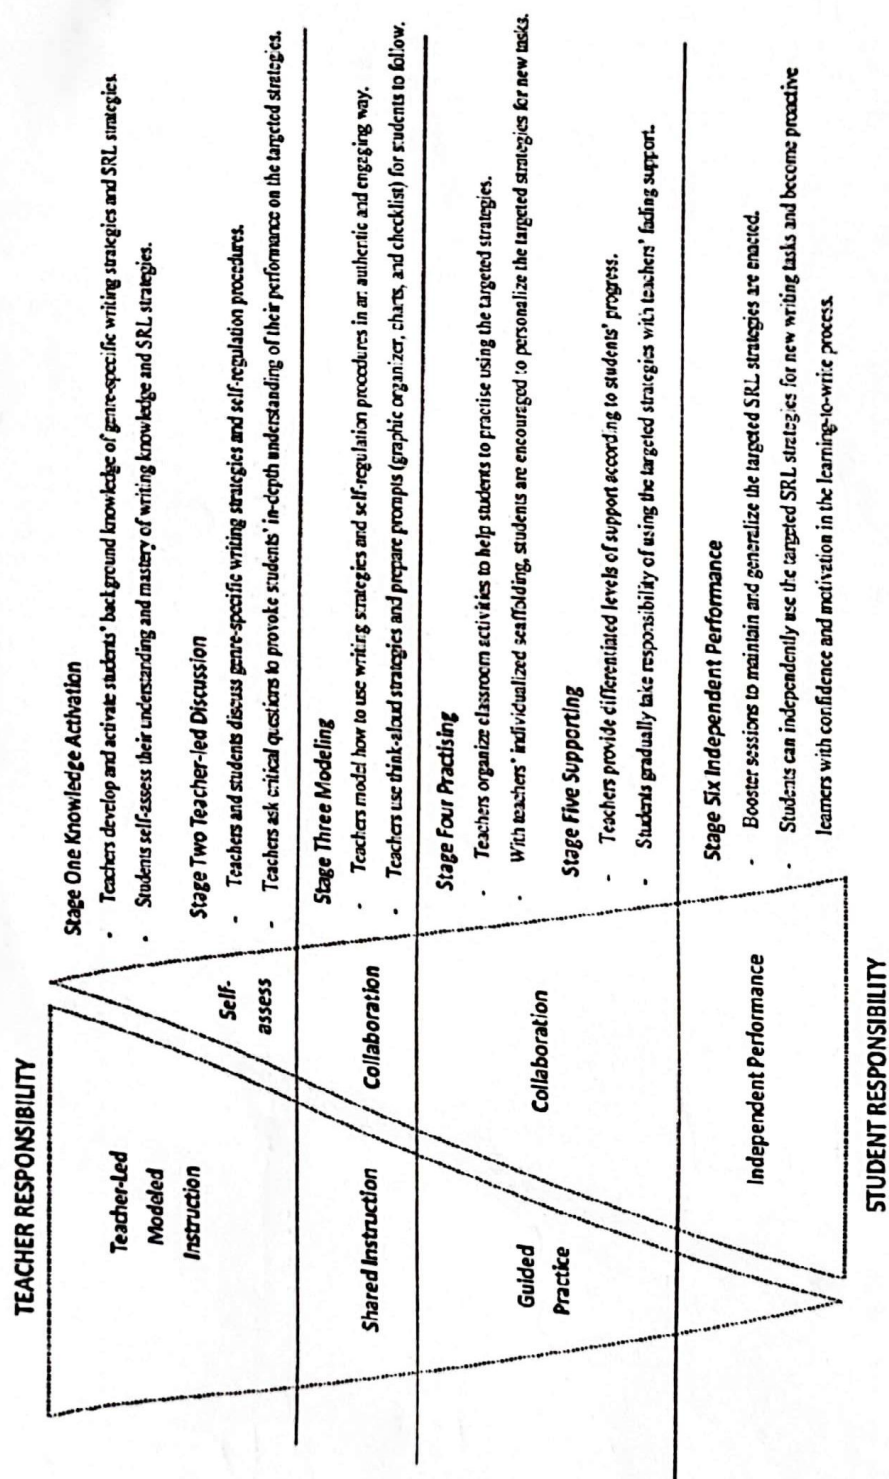 TEACHER RESPONSIBILITY
Teacher-Led
Modeled
Instruction
Self-
assess
Shared Instruction
Collaboration
Guided
Practice
Collaboration
Independent Performance
STUDENT RESPONSIBILITY
Stage One Knowledge Activation
- Teachers develop and activate students' background knowledge of genre-specific writing strategies and SRL strategies.
- Students self-assess their understanding and mastery of writing knowledge and SRL strategies.
Stage Two Teacher-led Discussion
- Teachers and students discuss genre-specific writing strategies and self-regulation procedures.
- Teachers ask critical questions to provoke students' in-depth understanding of their performance on the targeted strategies.
Stage Three Modeling
- Teachers model how to use writing strategies and self-regulation procedures in an authentic and engaging way.
- Teachers use think-aloud strategies and prepare prompts (graphic organizer, charts, and checklist) for students to follow.
Stage Four Practising
- Teachers organize classroom activities to help students to practise using the targeted strategies.
- With teachers' individualized scaffolding, students are encouraged to personalize the targeted strategies for new tasks.
Stage Five Supporting
- Teachers provide differentiated levels of support according to students' progress.
- Students gradually take responsibility of using the targeted strategies with teachers' fading support.
Stage Six Independent Performance
- Booster sessions to maintain and generalize the targeted SRL strategies are enacted.
- Students can independently use the targeted SRL strategies for new writing tasks and become proactive
learners with confidence and motivation in the learning-to-write process.